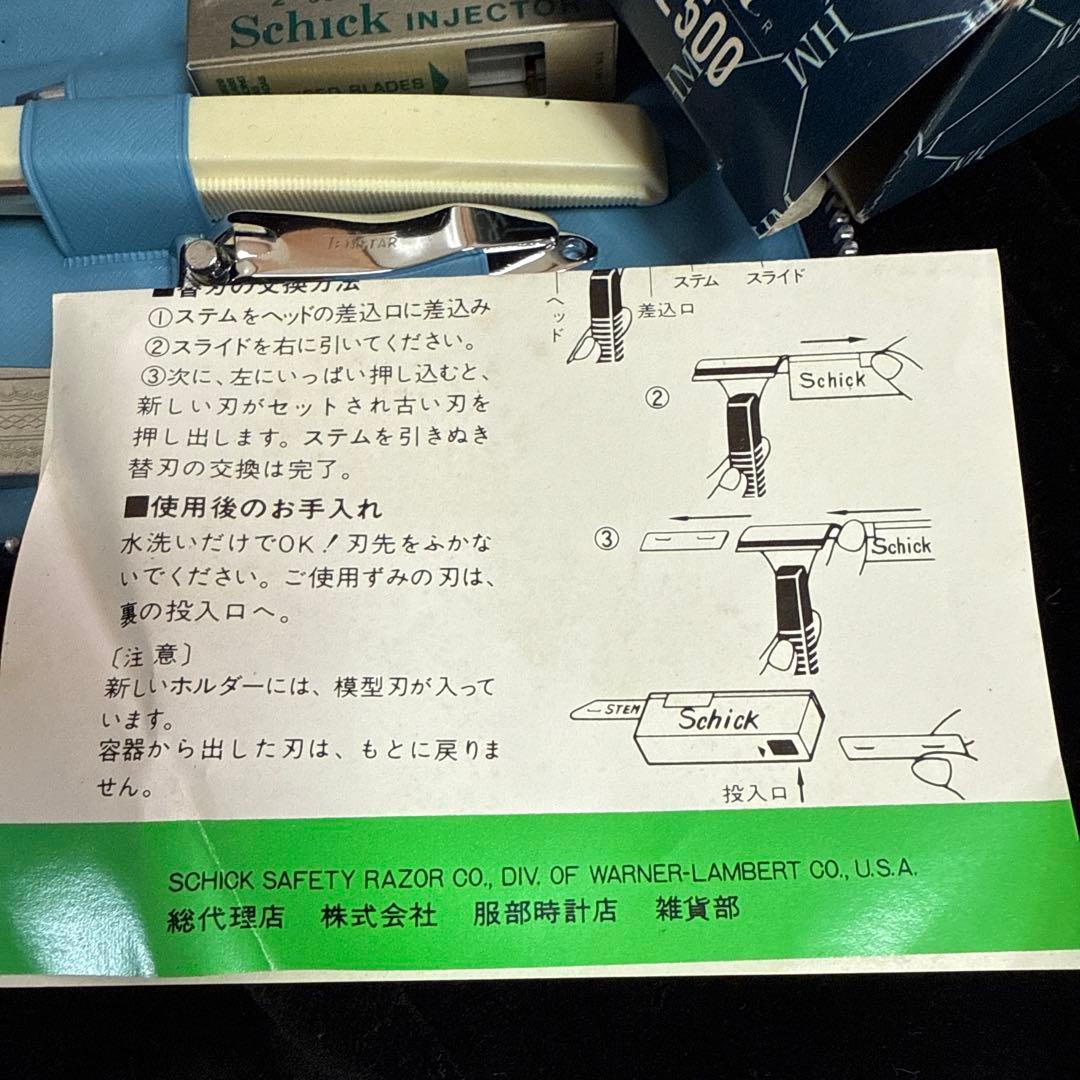 Schick INJECTOR
BLADES
500
HM
HM
■替刃の交換方法
①ステムをヘッドの差込口に差込み
②スライドを右に引いてください。
③次に、左にいっぱい押し込むと、
新しい刃がセットされ古い刃を
押し出します。ステムを引きぬき
替刃の交換は完了。
■使用後のお手入れ
水洗いだけでOK!刃先をふかな
いでください。ご使用ずみの刃は、
裏の投入口へ。
〔注意〕
新しいホルダーには、模型刃が入って
います。
容器から出した刃は、もとに戻りま
せん。
ステム スライド
ヘッド
差込口
②
Schick
③
Schick
STEM
Schick
投入口
SCHICK SAFETY RAZOR CO., DIV. OF WARNER-LAMBERT CO., U.S.A.
総代理店 株式会社 服部時計店 雑貨部